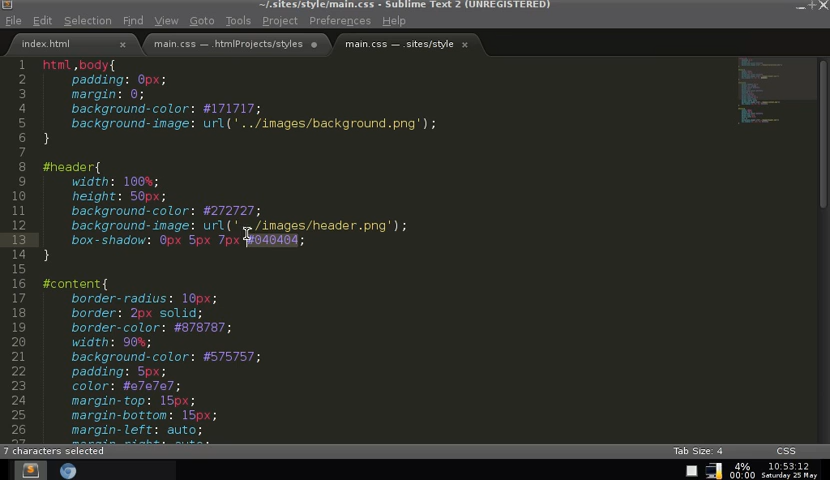 ~/.sites/style/main.css - Sublime Text 2 (UNREGISTERED)
File Edit Selection Find View Goto Tools Project Preferences Help
index.html × main.css — .htmlProjects/styles main.css — .sites/style ×
1 html,body{
2 padding: 0px;
3 margin: 0;
4 background-color: #171717;
5 background-image: url('../images/background.png');
6 }
7
8 #header{
9 width: 100%;
10 height: 50px;
11 background-color: #272727;
12 background-image: url('../images/header.png');
13 box-shadow: 0px 5px 7px #040404;
14 }
15
16 #content{
17 border-radius: 10px;
18 border: 2px solid;
19 border-color: #878787;
20 width: 90%;
21 background-color: #575757;
22 padding: 5px;
23 color: #e7e7e7;
24 margin-top: 15px;
25 margin-bottom: 15px;
26 margin-left: auto;
27 margin-right: auto;
7 characters selected Tab Size: 4 CSS
4% 10:53:12
00:00 Saturday 25 May